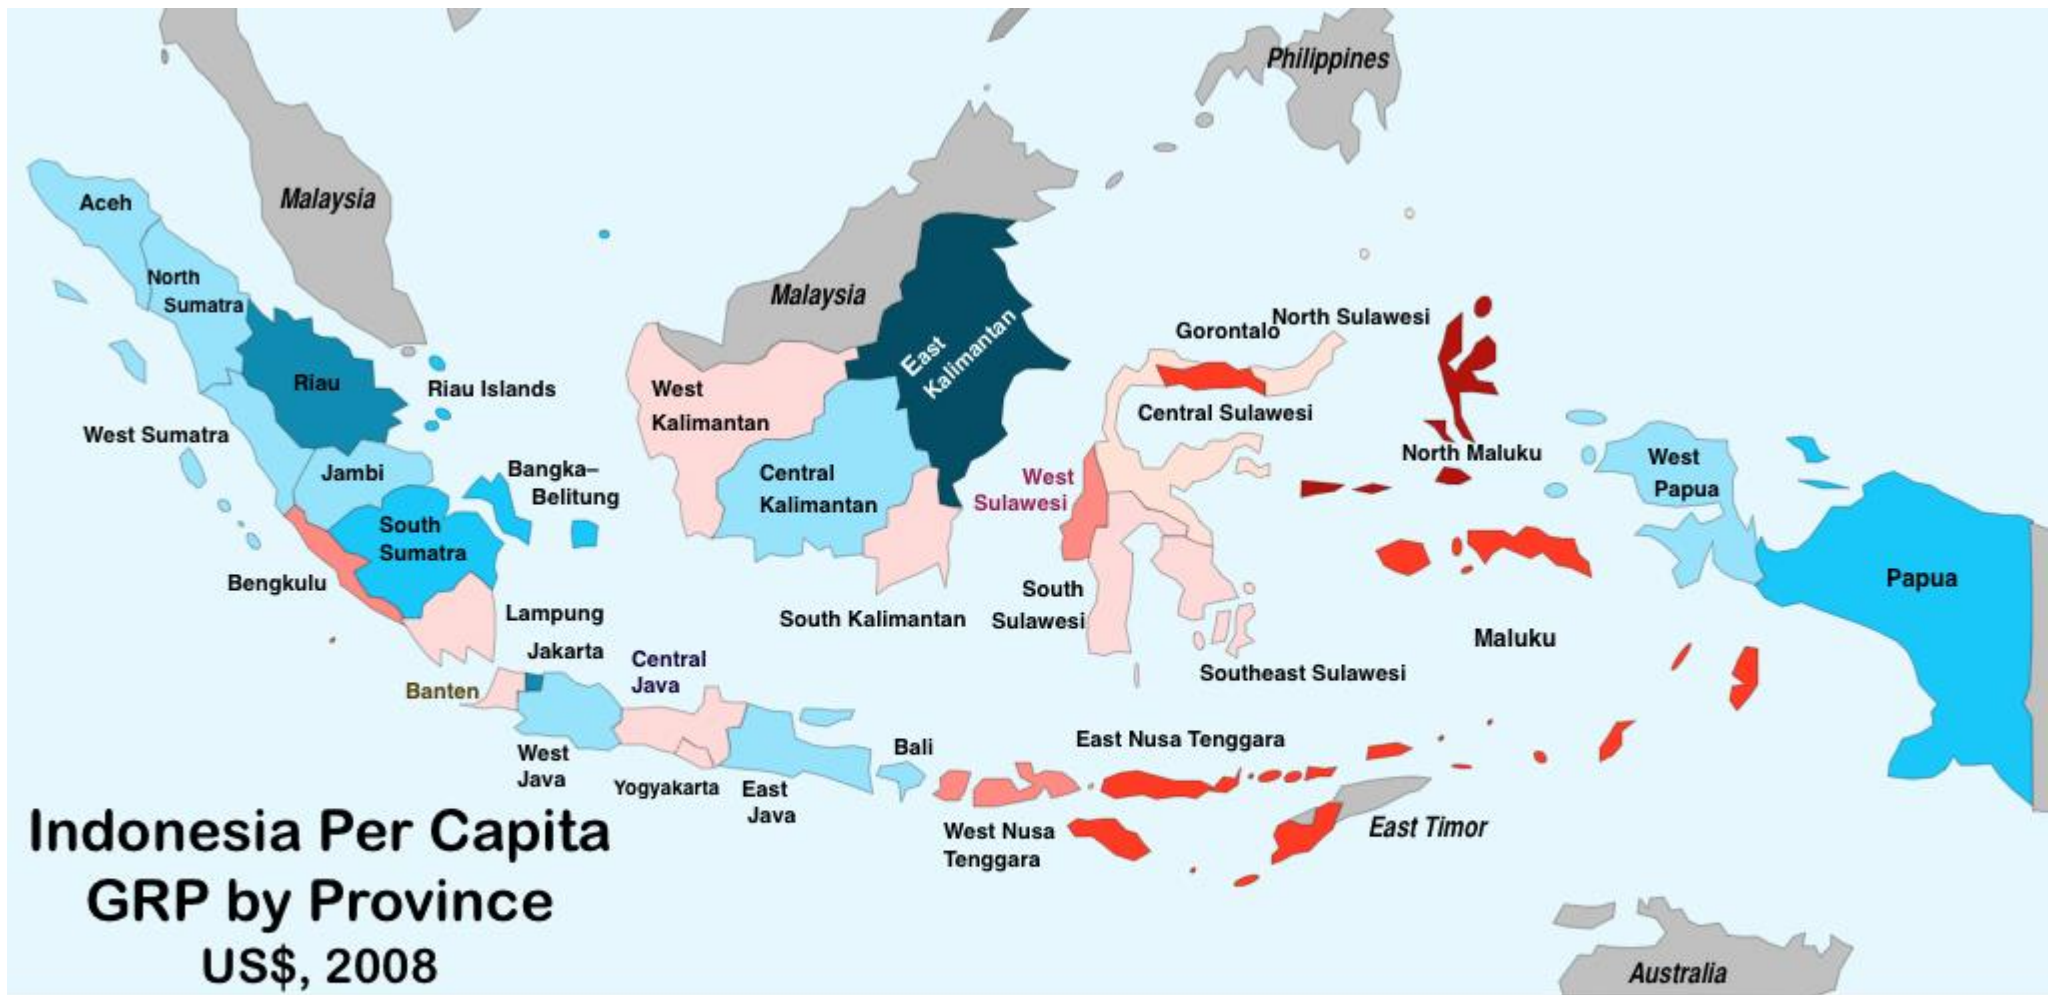 Philippines
Malaysia
Aceh
North
Sumatra
Malaysia
East
Kalimantan
Gorontalo
North Sulawesi
Riau
Riau Islands
West
Kalimantan
Central Sulawesi
West Sumatra
North Maluku
West
Papua
Jambi
Bangka–
Belitung
Central
Kalimantan
West
Sulawesi
South
Sumatra
Bengkulu
Papua
South
Sulawesi
Lampung
South Kalimantan
Maluku
Jakarta
Central
Java
Southeast Sulawesi
Banten
West
Java
Bali
East Nusa Tenggara
Yogyakarta
East
Java
West Nusa
Tenggara
East Timor
Indonesia Per Capita
GRP by Province
US$, 2008
Australia